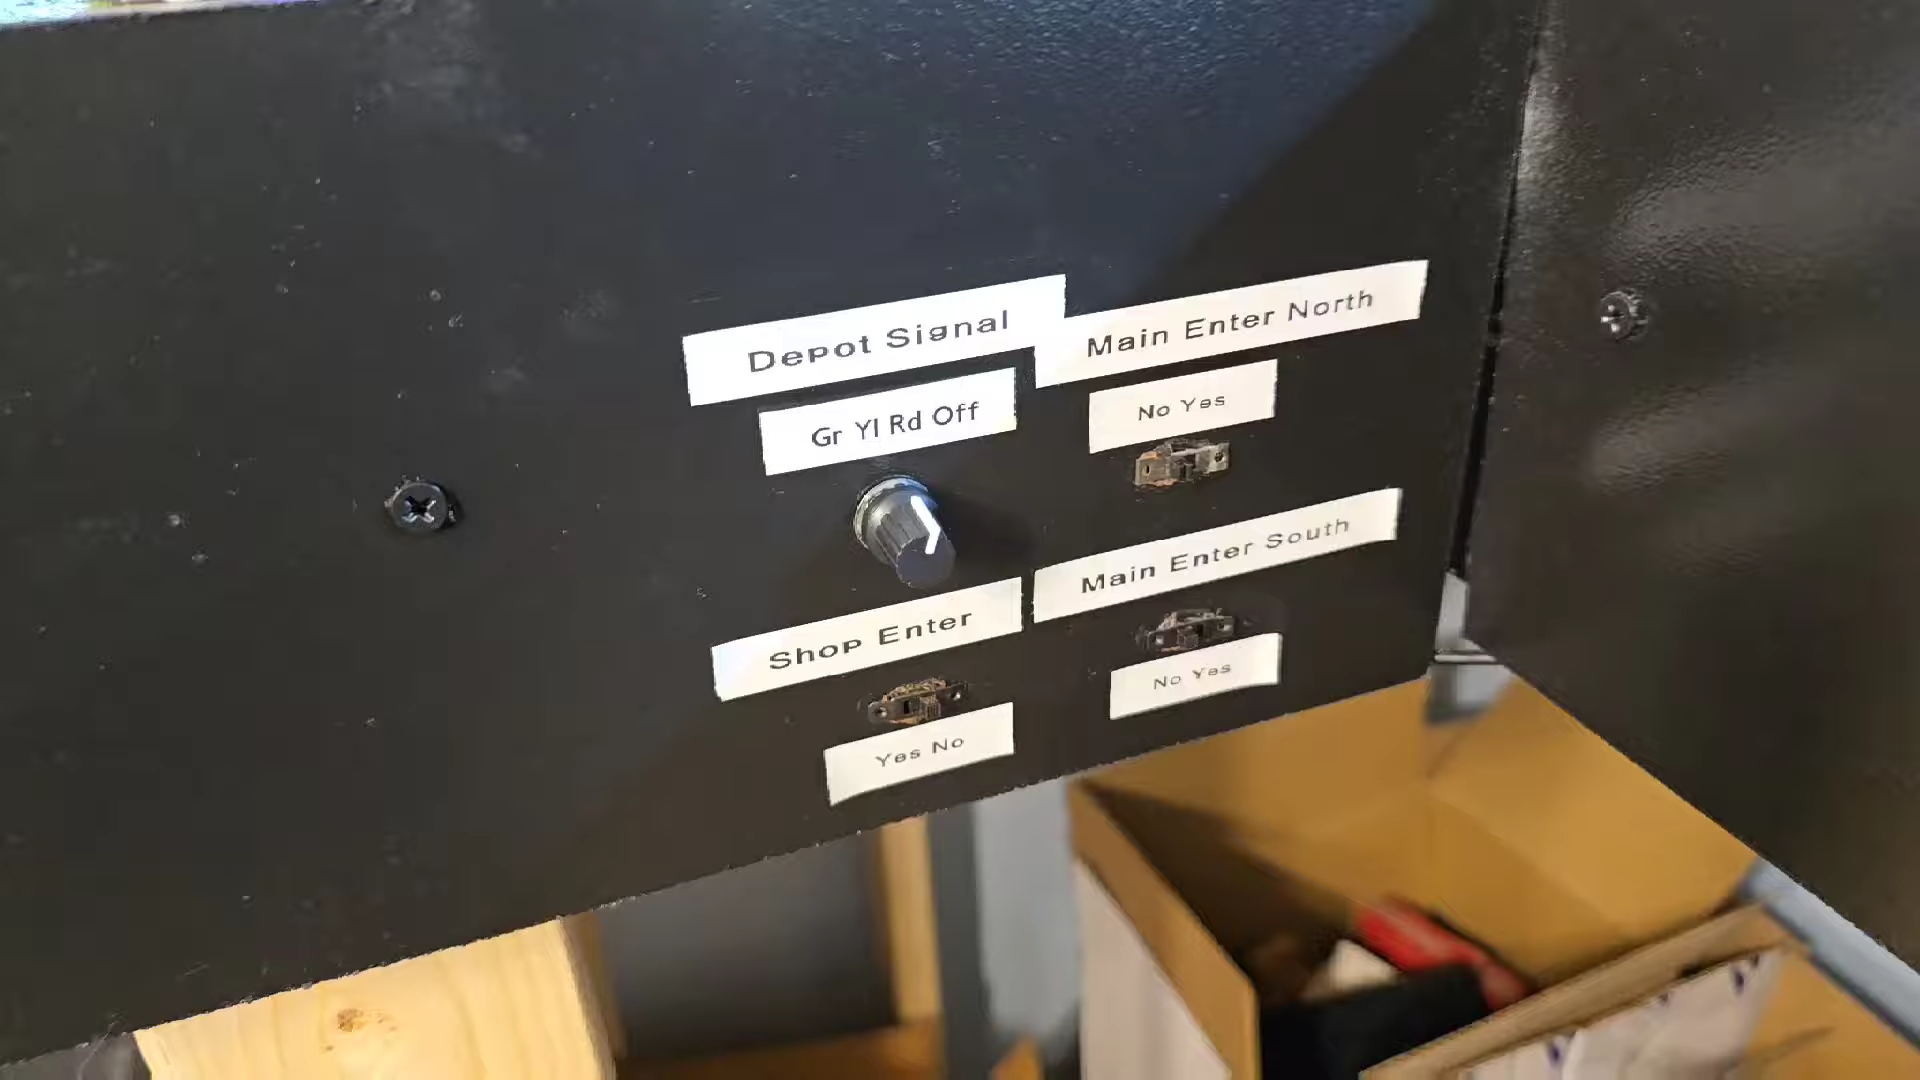 Depot Signal
Gr Yl Rd Off
Main Enter North
No Yes
Shop Enter
Yes No
Main Enter South
No Yes